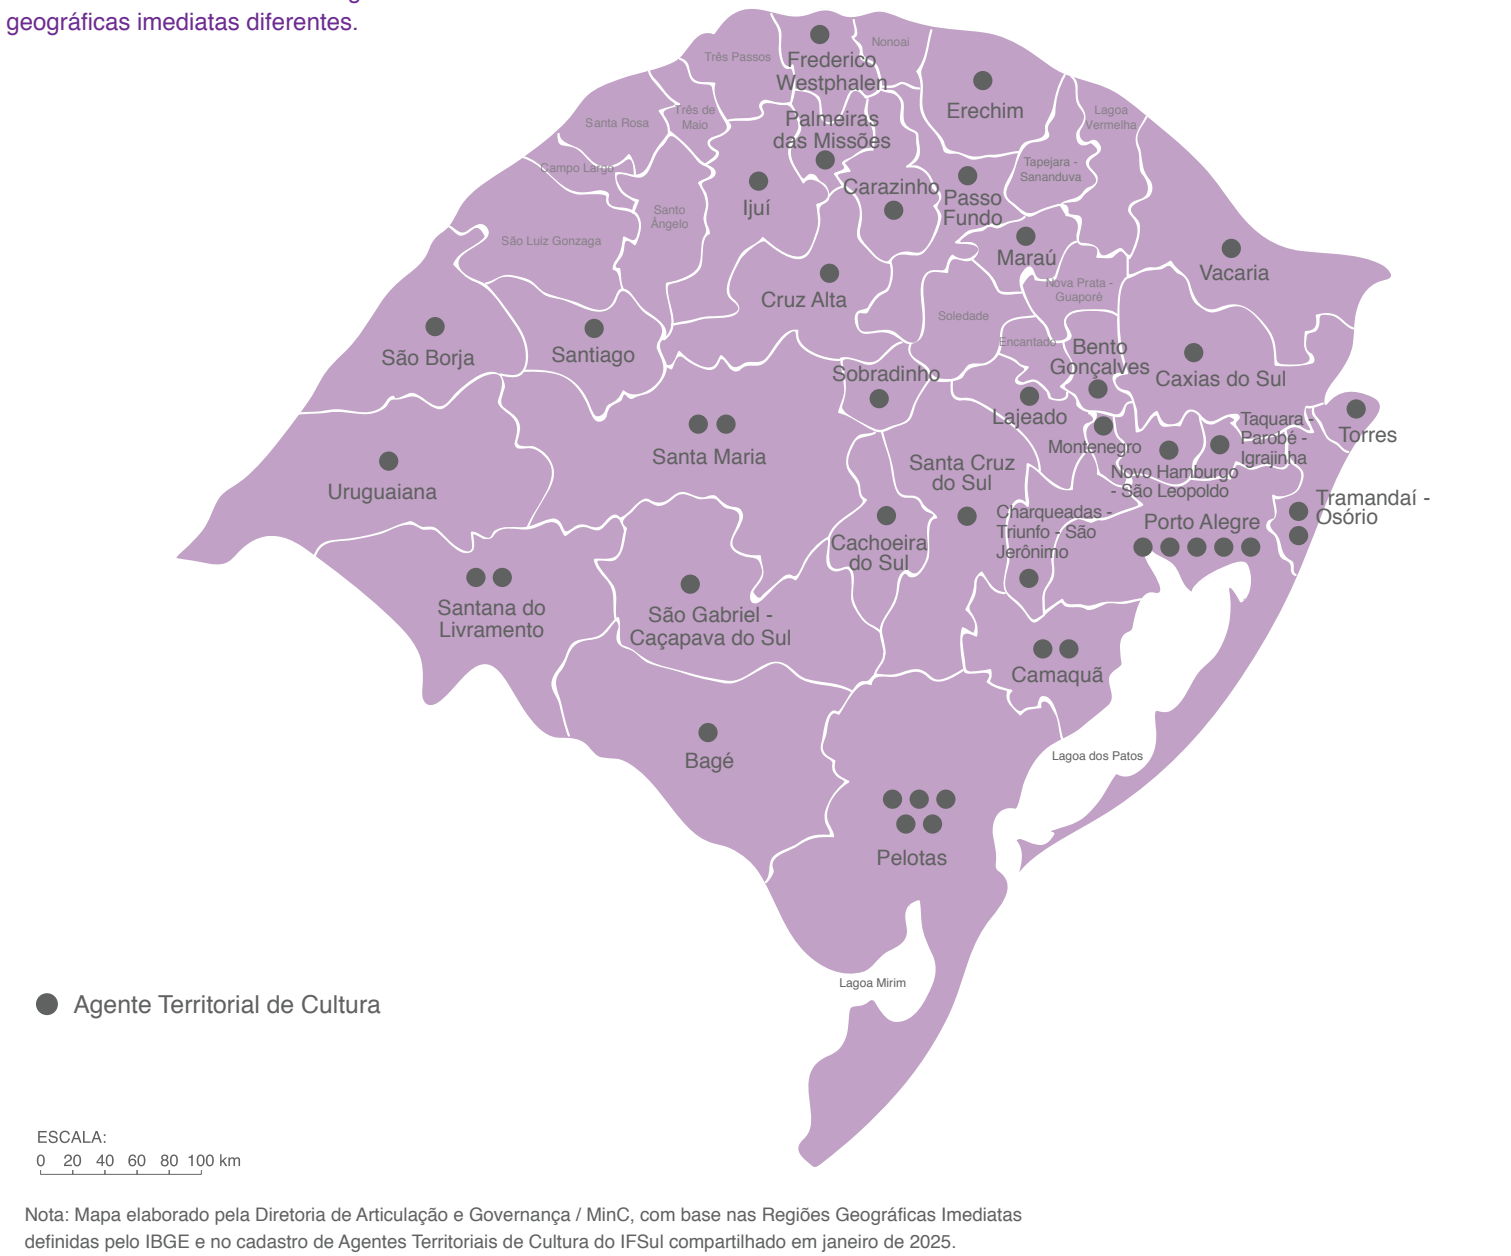 geográficas imediatas diferentes.
Três Passos
Frederico
Westphalen
Nonoai
Erechim
Lagoa
Vermelha
Santa Rosa
Três de
Maio
Palmeiras
das Missões
Campo Largo
Tapejara -
Sananduva
Ijuí
Carazinho
Passo
Fundo
Santo
Ângelo
São Luiz Gonzaga
Maraú
Vacaria
Cruz Alta
Nova Prata -
Guaporé
Soledade
São Borja
Santiago
Encantado
Bento
Gonçalves
Sobradinho
Caxias do Sul
Lajeado
Torres
Taquara -
Parobé -
Igrajinha
Montenegro
Santa Maria
Santa Cruz
do Sul
Novo Hamburgo
- São Leopoldo
Uruguaiana
Tramandaí -
Osório
Charqueadas -
Triunfo - São
Jerônimo
Porto Alegre
Cachoeira
do Sul
Santana do
Livramento
São Gabriel -
Caçapava do Sul
Camaquã
Bagé
Lagoa dos Patos
Pelotas
Lagoa Mirim
Agente Territorial de Cultura
ESCALA:
0 20 40 60 80 100 km
Nota: Mapa elaborado pela Diretoria de Articulação e Governança / MinC, com base nas Regiões Geográficas Imediatas
definidas pelo IBGE e no cadastro de Agentes Territoriais de Cultura do IFSul compartilhado em janeiro de 2025.